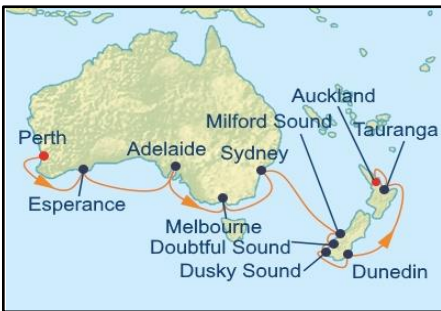 Auckland
Milford Sound
Tauranga
Perth
Adelaide
Sydney
Esperance
Melbourne
Doubtful Sound
Dusky Sound
Dunedin